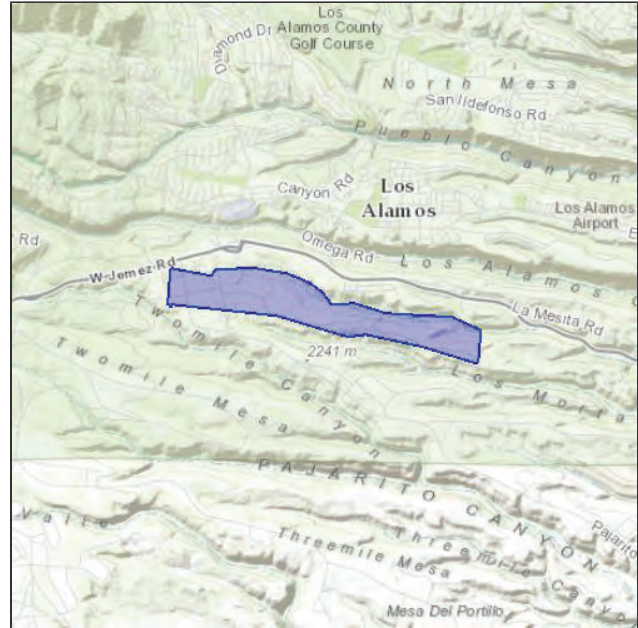 Los
Alamos County
Golf Course
Diamond Dr
North Mesa
San Ildefonso Rd
Pueblo Canyon
Canyon Rd
Los
Alamos
Los Alamos
Airport
Rd
Omega Rd
Los Alamos
W Jemez Rd
La Mesita Rd
Twomile Canyon
2241 m
Twomile Mesa
Los Morta
PAJARITO CANYON
Valle
Threemile Mesa
Threemile Canyo
Pajarito
Mesa Del Portillo